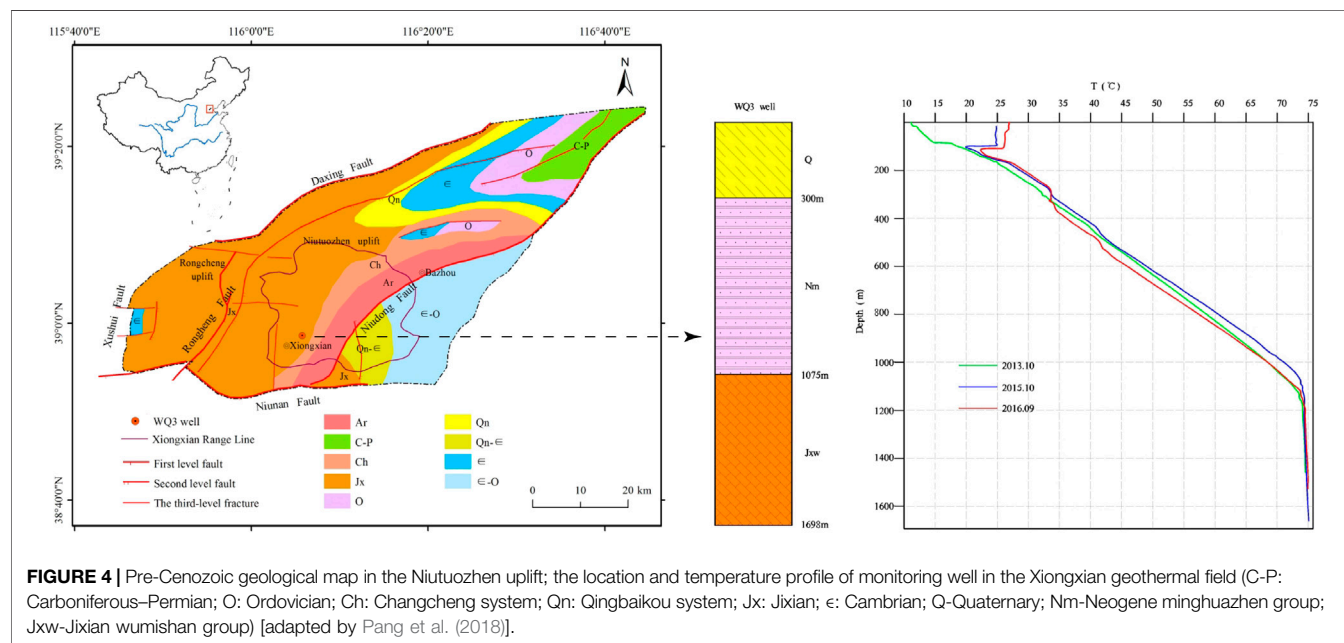 115°40'0"E
116°0'0"E
116°20'0"E
116°40'0"E
39°20'0"N
39°0'0"N
38°40'0"N
N
Daxing Fault
C-P
O
∈
Qn
O
∈
Niutuozhen uplift
Rongcheng
uplift
Ch
Bazhou
Ar
Xushui Fault
Rongheng Fault
Jx
Niudong Fault
∈-O
∈
Xiongxian
Qn-∈
Jx
Niunan Fault
WQ3 well
Xiongxian Range Line
First level fault
Second level fault
The third-level fracture
Ar
C-P
Ch
Jx
O
Qn
Qn-∈
∈
∈-O
0 10 20 km
WQ3 well
Q
300m
Nm
1075m
Jxw
1698m
T (℃)
10 15 20 25 30 35 40 45 50 55 60 65 70 75
200
400
600
800
1000
1200
1400
1600
Depth (m)
2013.10
2015.10
2016.09
FIGURE 4 | Pre-Cenozoic geological map in the Niutuozhen uplift; the location and temperature profile of monitoring well in the Xiongxian geothermal field (C-P:
Carboniferous–Permian; O: Ordovician; Ch: Changcheng system; Qn: Qingbaikou system; Jx: Jixian; ϵ: Cambrian; Q-Quaternary; Nm-Neogene minghuazhen group;
Jxw-Jixian wumishan group) [adapted by Pang et al. (2018)].